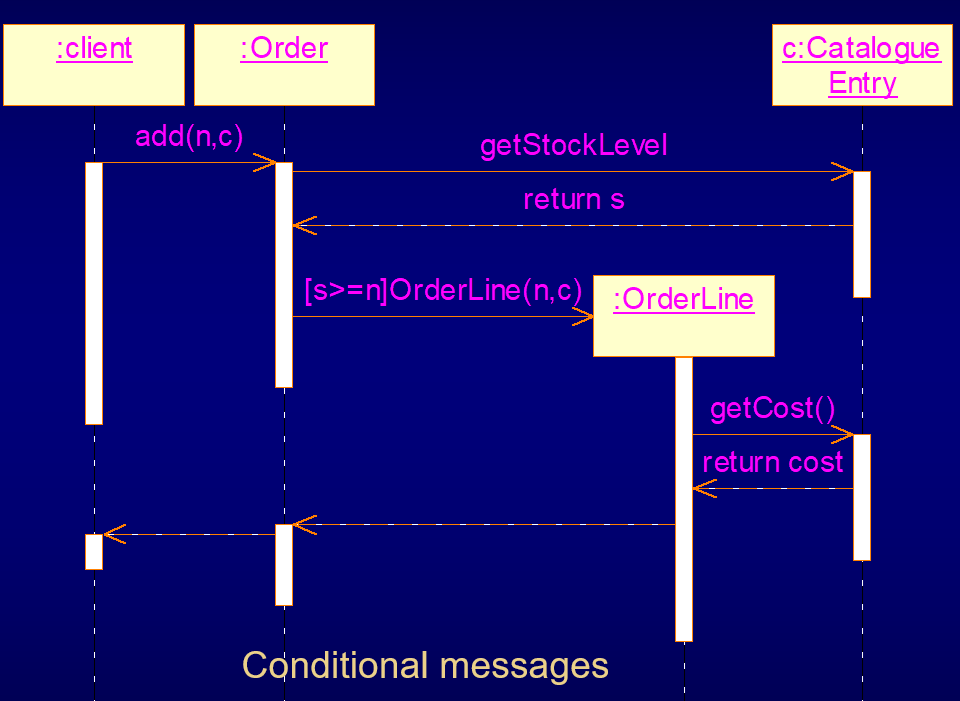 :client
:Order
c:Catalogue
Entry
add(n,c)
getStockLevel
return s
[s>=n]OrderLine(n,c)
:OrderLine
getCost()
return cost
Conditional messages